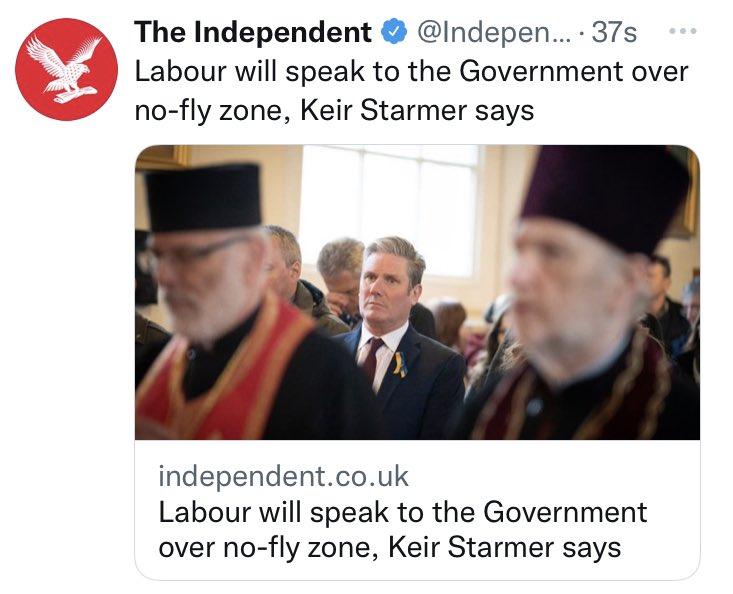 The Independent @Indepen... · 37s
Labour will speak to the Government over
no-fly zone, Keir Starmer says
independent.co.uk
Labour will speak to the Government
over no-fly zone, Keir Starmer says